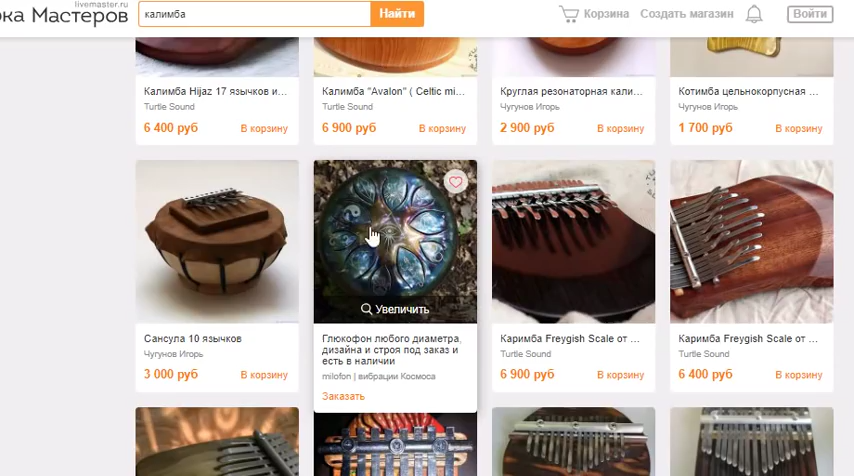 livemaster.ru
рка Мастеров
калимба
Найти
Корзина
Создать магазин
Войти
Калимба Hijaz 17 язычков и...
Калимба "Avalon" ( Celtic mi...
Круглая резонаторная кали...
Котимба цельнокорпусная ...
Turtle Sound
Turtle Sound
Чугунов Игорь
Чугунов Игорь
6 400 руб
В корзину
6 900 руб
В корзину
2 900 руб
В корзину
1 700 руб
В корзину
Увеличить
Сансула 10 язычков
Глюкофон любого диаметра,
дизайна и строя под заказ и
есть в наличии
Каримба Freygish Scale от ...
Каримба Freygish Scale от ...
Чугунов Игорь
milofon | вибрации Космоса
Turtle Sound
Turtle Sound
3 000 руб
В корзину
Заказать
6 900 руб
В корзину
6 400 руб
В корзину